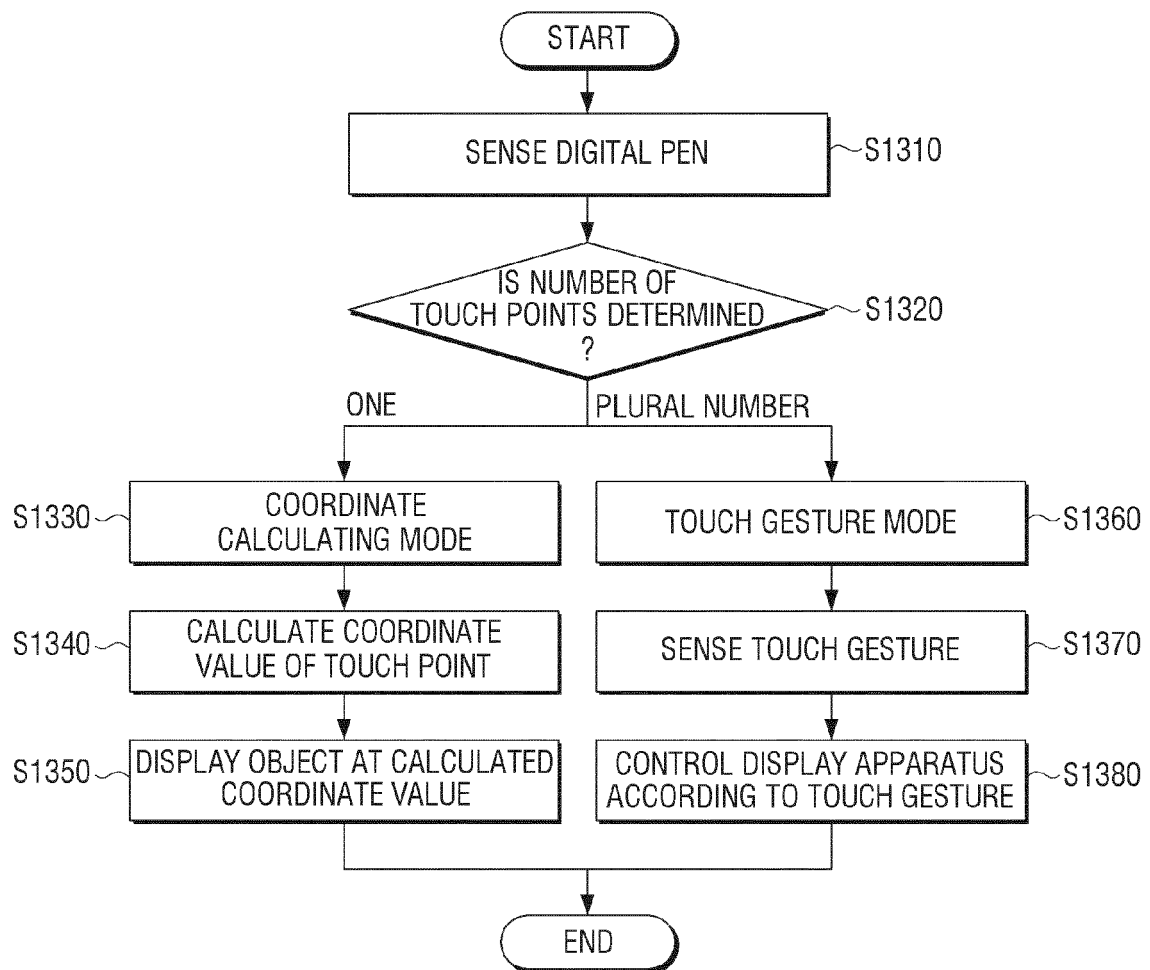 START
SENSE DIGITAL PEN
S1310
IS NUMBER OF
TOUCH POINTS DETERMINED
?
S1320
ONE
PLURAL NUMBER
S1330
COORDINATE
CALCULATING MODE
TOUCH GESTURE MODE
S1360
S1340
CALCULATE COORDINATE
VALUE OF TOUCH POINT
SENSE TOUCH GESTURE
S1370
S1350
DISPLAY OBJECT AT CALCULATED
COORDINATE VALUE
CONTROL DISPLAY APPARATUS
ACCORDING TO TOUCH GESTURE
S1380
END